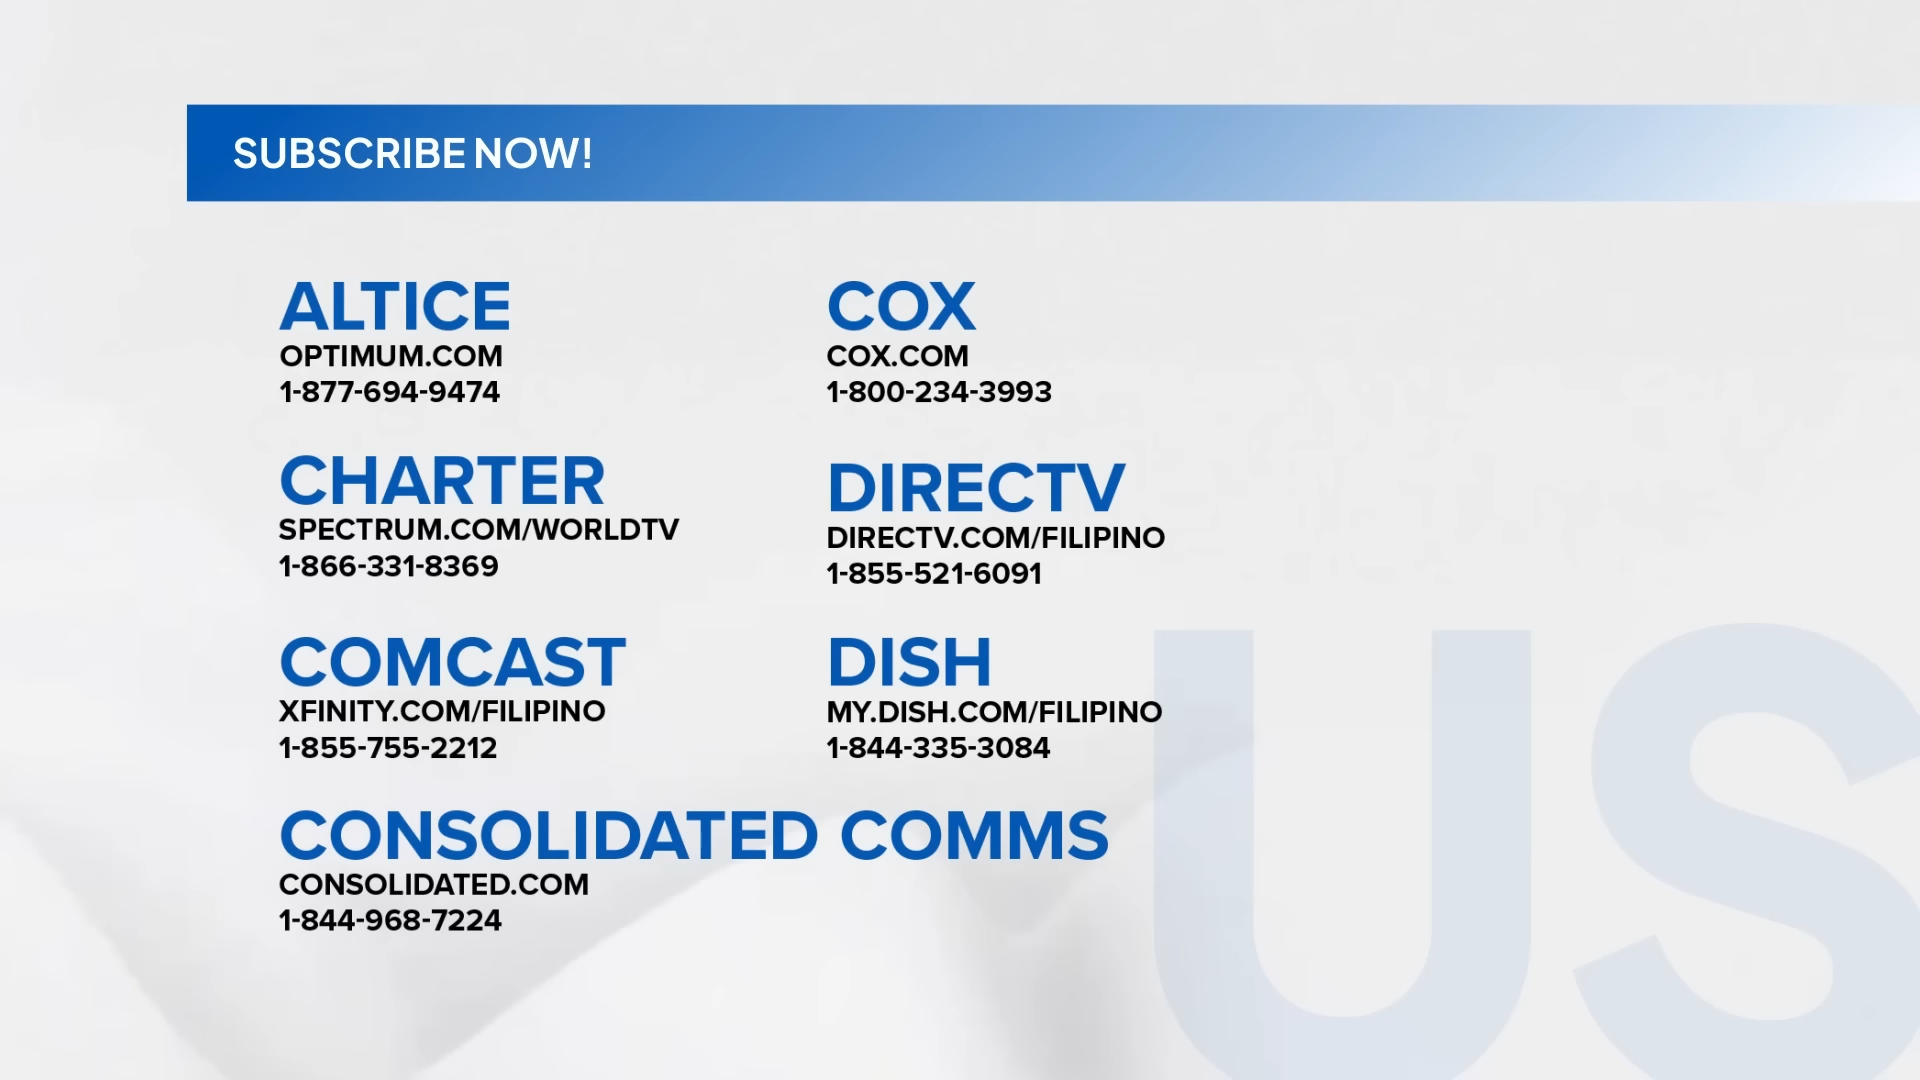 SUBSCRIBE NOW!
ALTICE
OPTIMUM.COM
1-877-694-9474
CHARTER
SPECTRUM.COM/WORLDTV
1-866-331-8369
COMCAST
XFINITY.COM/FILIPINO
1-855-755-2212
CONSOLIDATED COMMS
CONSOLIDATED.COM
1-844-968-7224
COX
COX.COM
1-800-234-3993
DIRECTV
DIRECTV.COM/FILIPINO
1-855-521-6091
DISH
MY.DISH.COM/FILIPINO
1-844-335-3084
US